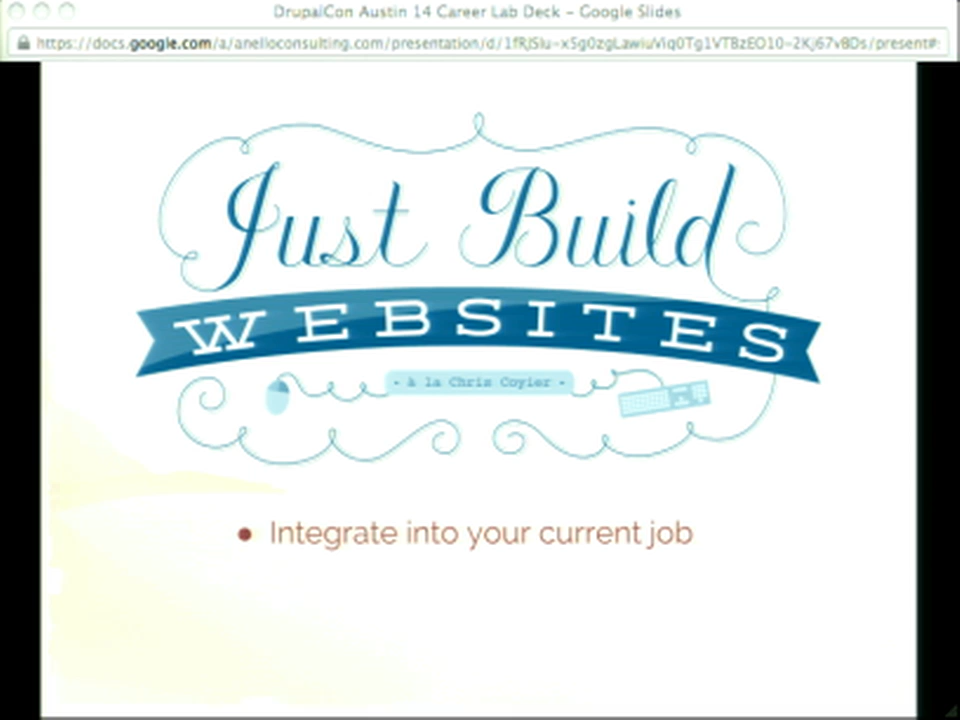 DrupalCon Austin 14 Career Lab Deck – Google Slides
Just Build
WEBSITES
- à la Chris Coyier -
Integrate into your current job